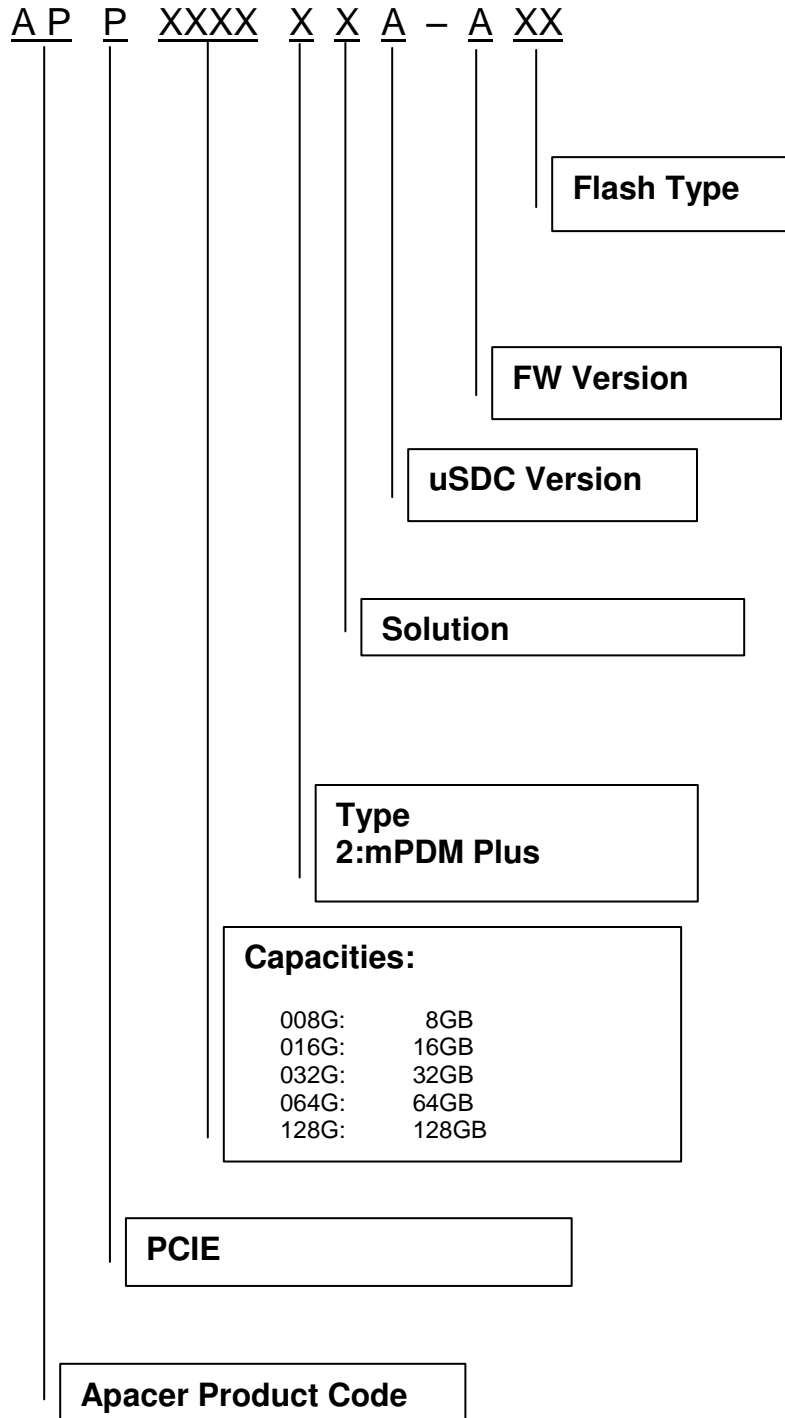 A P P XXXX X X A – A XX
Flash Type
FW Version
uSDC Version
Solution
Type
2:mPDM Plus
Capacities:
008G: 8GB
016G: 16GB
032G: 32GB
064G: 64GB
128G: 128GB
PCIE
Apacer Product Code